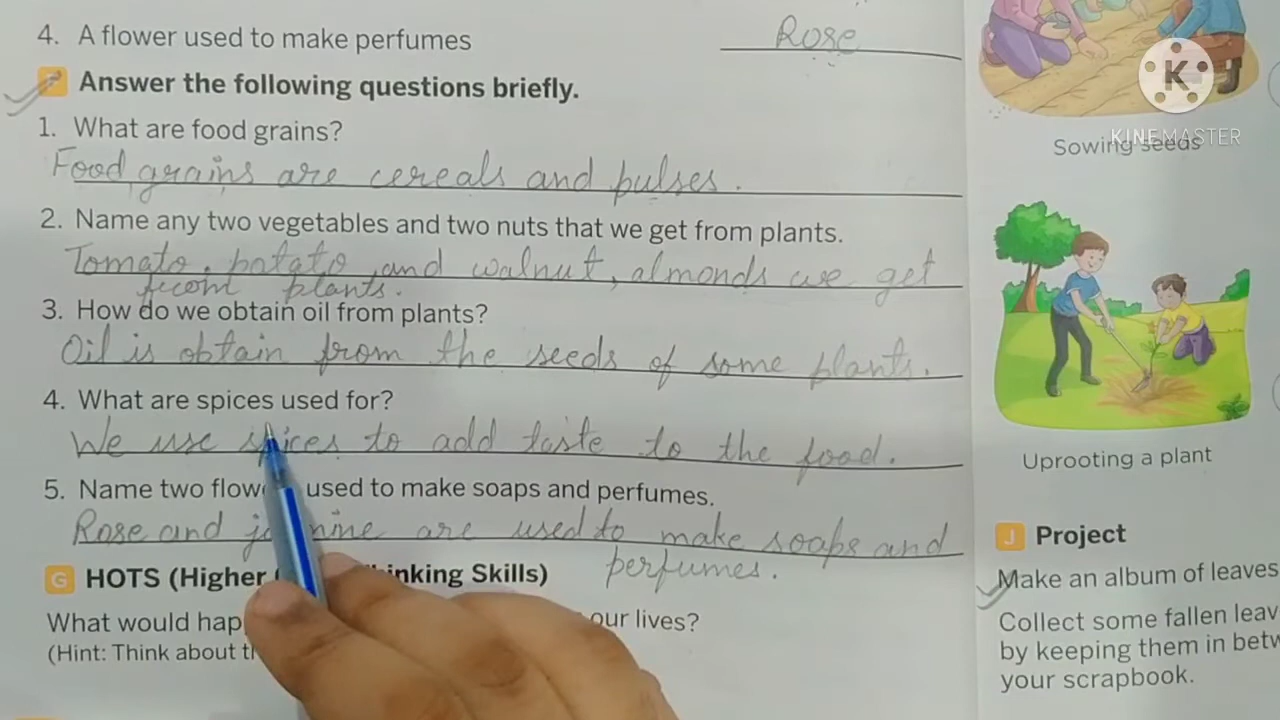 4. A flower used to make perfumes Rose
Answer the following questions briefly.
1. What are food grains?
Food grains are cereals and pulses.
2. Name any two vegetables and two nuts that we get from plants.
Tomato, potato and walnut, almonds we get
from plants.
3. How do we obtain oil from plants?
Oil is obtain from the seeds of some plants.
4. What are spices used for?
We use spices to add taste to the food.
5. Name two used to make soaps and perfumes.
Rose and are used to make soaps and
perfumes.
G HOTS (Higher Thinking Skills)
What would our lives?
(Hint: Think about
K
KINEMASTER
Sowing seeds
Uprooting a plant
J Project
Make an album of leaves
Collect some fallen
by keeping them in
your scrapbook.